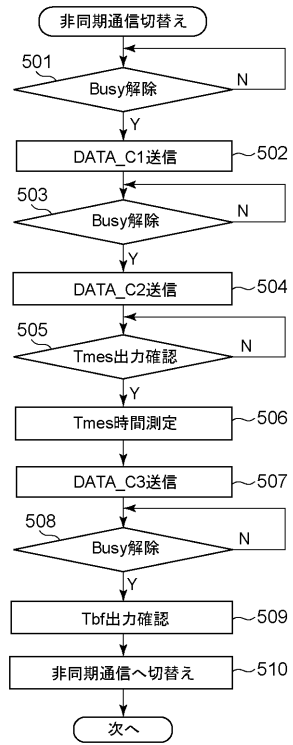 非同期通信切替え
501
Busy解除
N
Y
DATA_C1送信
502
503
Busy解除
N
Y
DATA_C2送信
504
505
Tmes出力確認
N
Y
Tmes時間測定
506
DATA_C3送信
507
508
Busy解除
N
Y
Tbf出力確認
509
非同期通信へ切替え
510
次へ